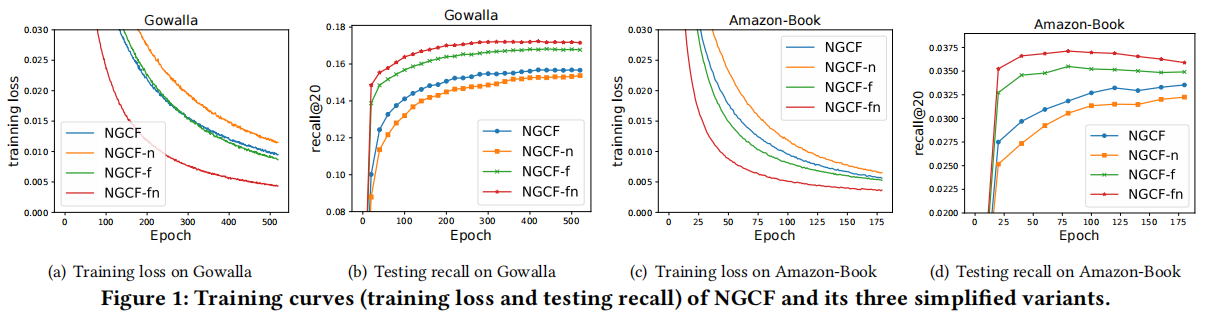 Gowalla
0.030
0.025
0.020
0.015
0.010
0.005
0.000
trainning loss
NGCF
NGCF-n
NGCF-f
NGCF-fn
0 100 200 300 400 500
Epoch
(a) Training loss on Gowalla
Gowalla
0.18
0.16
0.14
0.12
0.10
0.08
recall@20
NGCF
NGCF-n
NGCF-f
NGCF-fn
0 100 200 300 400 500
Epoch
(b) Testing recall on Gowalla
Amazon-Book
0.030
0.025
0.020
0.015
0.010
0.005
0.000
trainning loss
NGCF
NGCF-n
NGCF-f
NGCF-fn
0 25 50 75 100 125 150 175
Epoch
(c) Training loss on Amazon-Book
Amazon-Book
0.0375
0.0350
0.0325
0.0300
0.0275
0.0250
0.0225
0.0200
recall@20
NGCF
NGCF-n
NGCF-f
NGCF-fn
0 25 50 75 100 125 150 175
Epoch
(d) Testing recall on Amazon-Book
Figure 1: Training curves (training loss and testing recall) of NGCF and its three simplified variants.